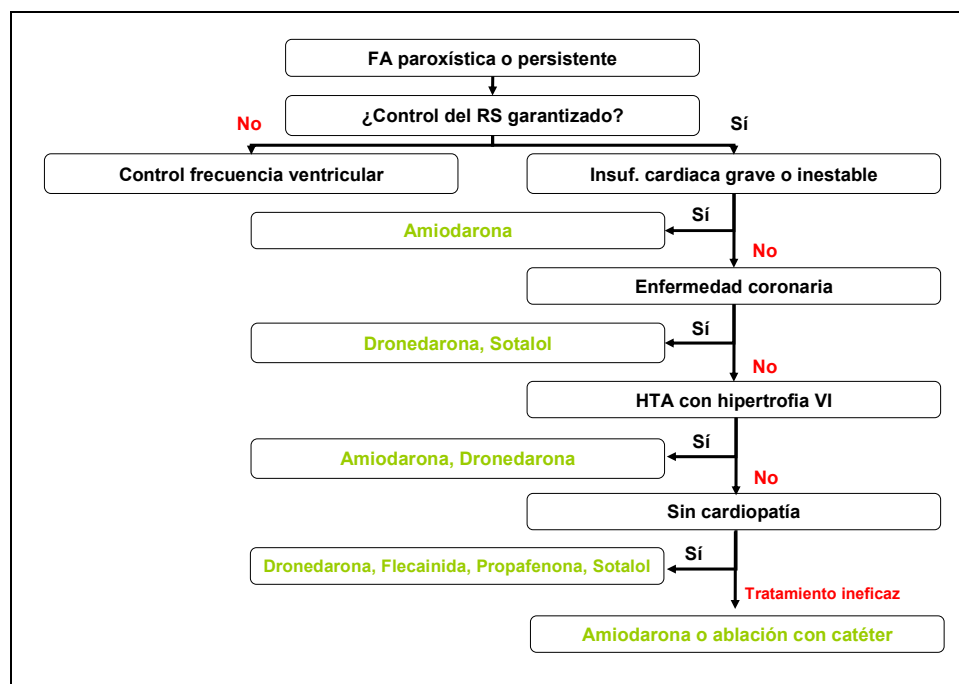 FA paroxística o persistente
¿Control del RS garantizado?
No
Sí
Control frecuencia ventricular
Insuf. cardiaca grave o inestable
Sí
Amiodarona
No
Enfermedad coronaria
Sí
Dronedarona, Sotalol
No
HTA con hipertrofia VI
Sí
Amiodarona, Dronedarona
No
Sin cardiopatía
Sí
Dronedarona, Flecainida, Propafenona, Sotalol
Tratamiento ineficaz
Amiodarona o ablación con catéter